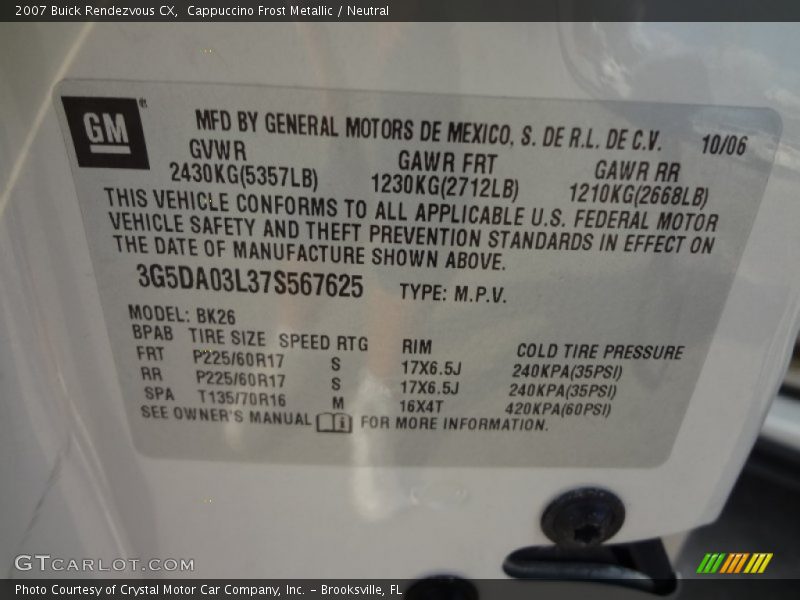 2007 Buick Rendezvous CX,  Cappuccino Frost Metallic / Neutral
GM ®
MFD BY GENERAL MOTORS DE MEXICO, S. DE R.L. DE C.V. 10/06
GVWR GAWR FRT GAWR RR
2430KG(5357LB) 1230KG(2712LB) 1210KG(2668LB)
THIS VEHICLE CONFORMS TO ALL APPLICABLE U.S. FEDERAL MOTOR
VEHICLE SAFETY AND THEFT PREVENTION STANDARDS IN EFFECT ON
THE DATE OF MANUFACTURE SHOWN ABOVE.
3G5DA03L37S567625 TYPE: M.P.V.
MODEL: BK26
BPAB TIRE SIZE SPEED RTG RIM COLD TIRE PRESSURE
FRT P225/60R17 S 17X6.5J 240KPA(35PSI)
RR P225/60R17 S 17X6.5J 240KPA(35PSI)
SPA T135/70R16 M 16X4T 420KPA(60PSI)
SEE OWNER'S MANUAL FOR MORE INFORMATION.
GTCARLOT.COM
Photo Courtesy of Crystal Motor Car Company, Inc. – Brooksville, FL